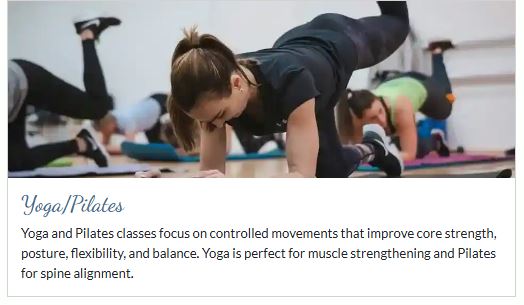 Yoga/Pilates
Yoga and Pilates classes focus on controlled movements that improve core strength,
posture, flexibility, and balance. Yoga is perfect for muscle strengthening and Pilates
for spine alignment.